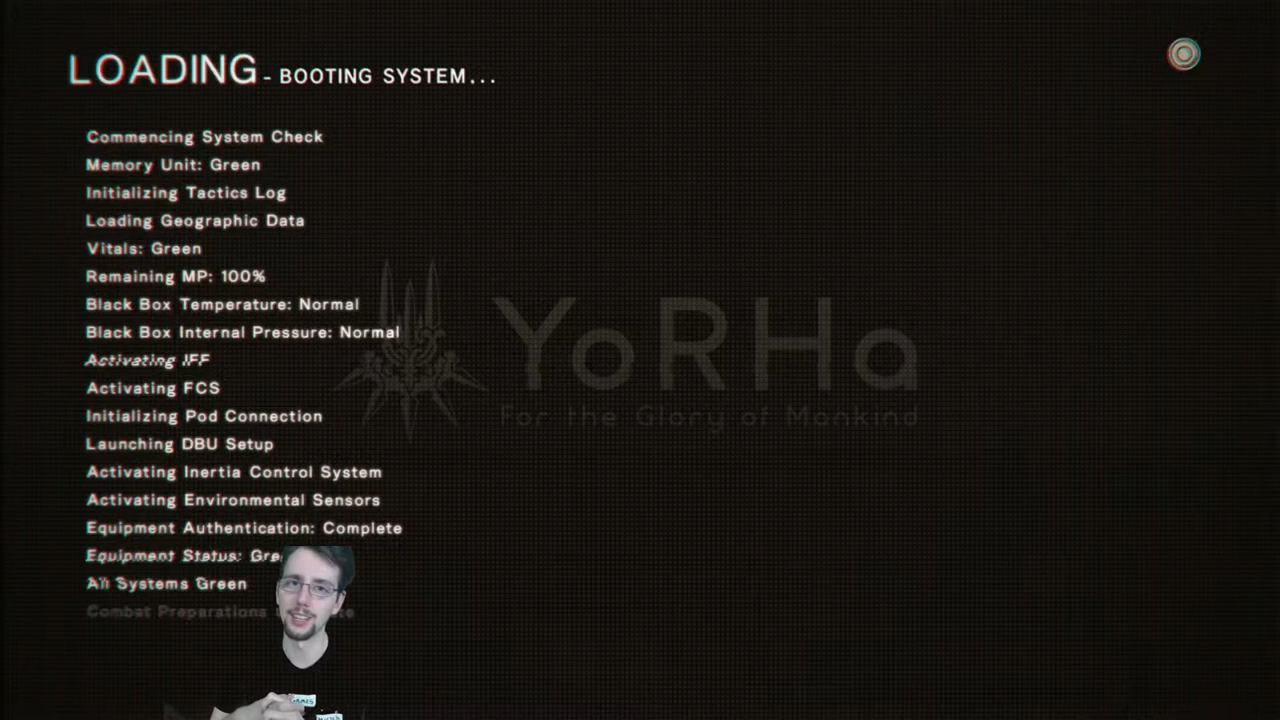 LOADING - BOOTING SYSTEM...
Commencing System Check
Memory Unit: Green
Initializing Tactics Log
Loading Geographic Data
Vitals: Green
Remaining MP: 100%
Black Box Temperature: Normal
Black Box Internal Pressure: Normal
Activating IFF
Activating FCS
Initializing Pod Connection
Launching DBU Setup
Activating Inertia Control System
Activating Environmental Sensors
Equipment Authentication: Complete
Equipment Status: Gre
All Systems Green
Combat Preparations
YoRHa
For the Glory of Mankind